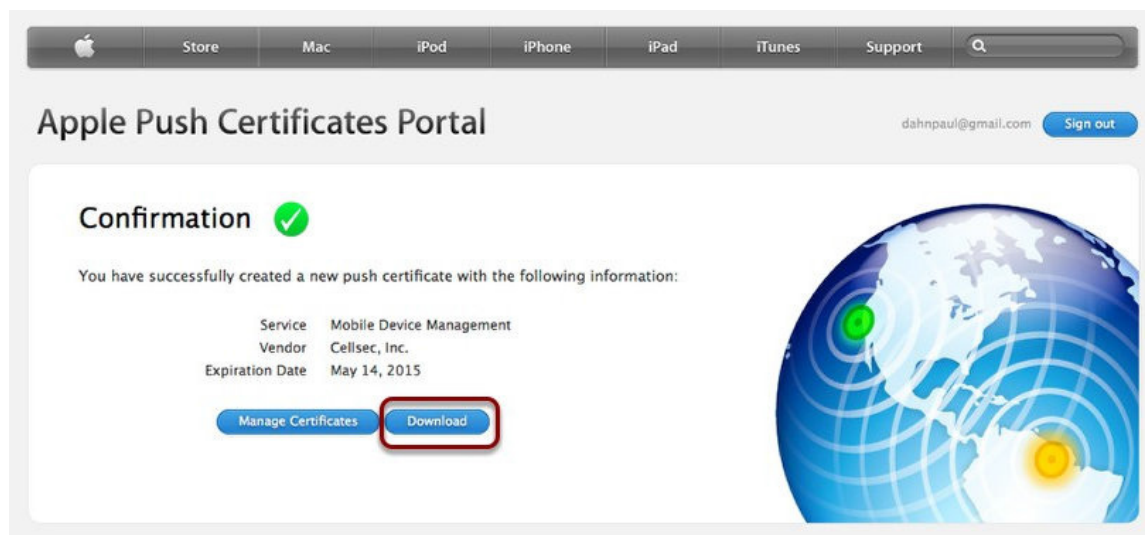 Store Mac iPod iPhone iPad iTunes Support
Apple Push Certificates Portal
dahnpaul@gmail.com Sign out
Confirmation
You have successfully created a new push certificate with the following information:
Service Mobile Device Management
Vendor Cellsec, Inc.
Expiration Date May 14, 2015
Manage Certificates Download